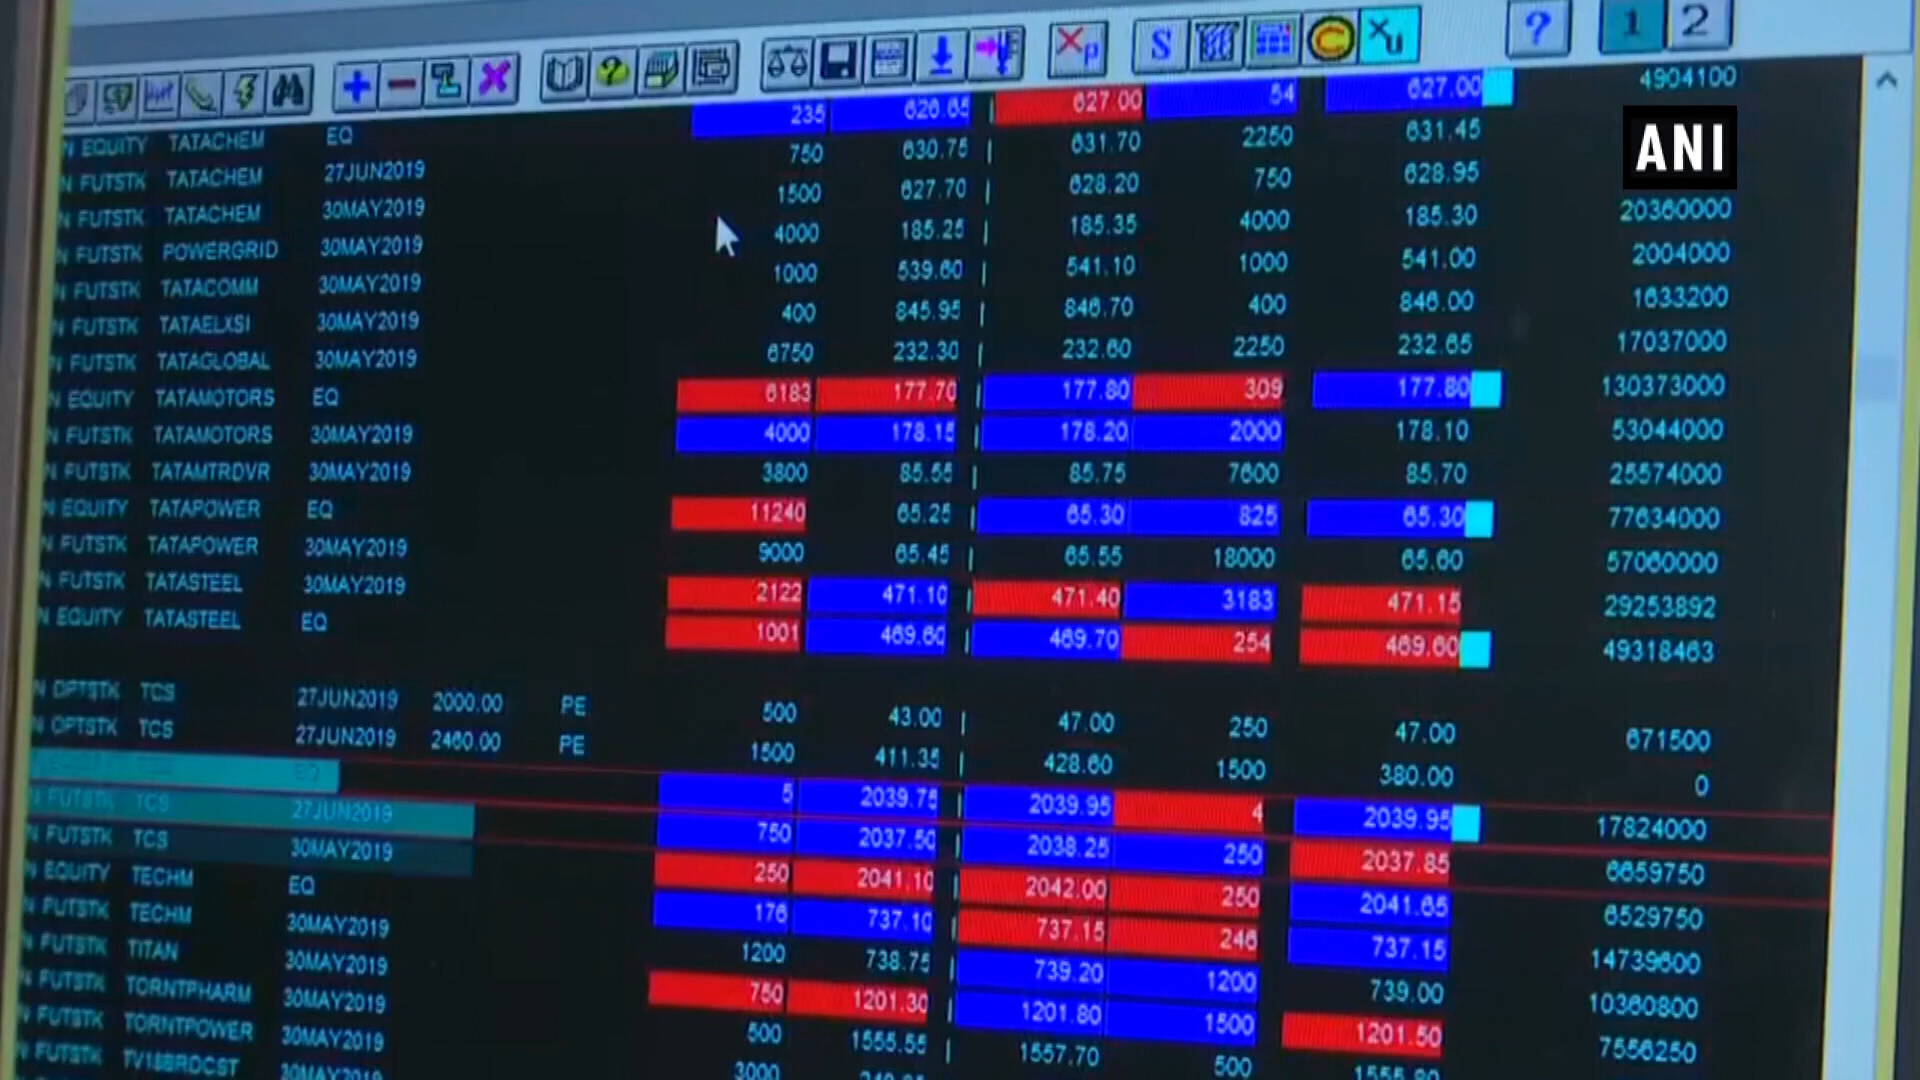 ? 1 2
ANI
N EQUITY TATACHEM EQ 235 626.65 627.00 54 627.00 4904100
N FUTSTK TATACHEM 27JUN2019 750 630.75 631.70 2250 631.45
N FUTSTK TATACHEM 30MAY2019 1500 627.70 628.20 750 628.95
N FUTSTK POWERGRID 30MAY2019 4000 185.25 185.35 4000 185.30 20360000
N FUTSTK TATACOMM 30MAY2019 1000 539.60 541.10 1000 541.00 2004000
N FUTSTK TATAELXSI 30MAY2019 400 845.95 846.70 400 846.00 1633200
N FUTSTK TATAGLOBAL 30MAY2019 6750 232.30 232.60 2250 232.65 17037000
N EQUITY TATAMOTORS EQ 6183 177.70 177.80 309 177.80 130373000
N FUTSTK TATAMOTORS 30MAY2019 4000 178.15 178.20 2000 178.10 53044000
N FUTSTK TATAMTRDVR 30MAY2019 3800 85.55 85.75 7600 85.70 25574000
N EQUITY TATAPOWER EQ 11240 65.25 65.30 825 65.30 77634000
N FUTSTK TATAPOWER 30MAY2019 9000 65.45 65.55 18000 65.60 57060000
N FUTSTK TATASTEEL 30MAY2019 2122 471.10 471.40 3183 471.15 29253892
N EQUITY TATASTEEL EQ 1001 469.60 469.70 254 469.60 49318463
N OPTSTK TCS 27JUN2019 2000.00 PE 500 43.00 47.00 250 47.00 671500
N OPTSTK TCS 27JUN2019 2460.00 PE 1500 411.35 428.60 1500 380.00 0
EQ 5 2039.75 2039.95 4 2039.95 17824000
N FUTSTK TCS 27JUN2019 750 2037.50 2038.25 250 2037.85 6659750
N FUTSTK TCS 30MAY2019 250 2041.10 2042.00 250 2041.65 6529750
N EQUITY TECHM EQ 176 737.10 737.15 246 737.15 14739600
N FUTSTK TECHM 30MAY2019 1200 738.75 739.20 1200 739.00 10360800
N FUTSTK TITAN 30MAY2019 750 1201.30 1201.80 1500 1201.50 7556250
N FUTSTK TORNTPHARM 30MAY2019 500 1555.55 1557.70 500 1555.80
N FUTSTK TORNTPOWER 30MAY2019 3000
N FUTSTK TV18BRDCST 30MAY2019